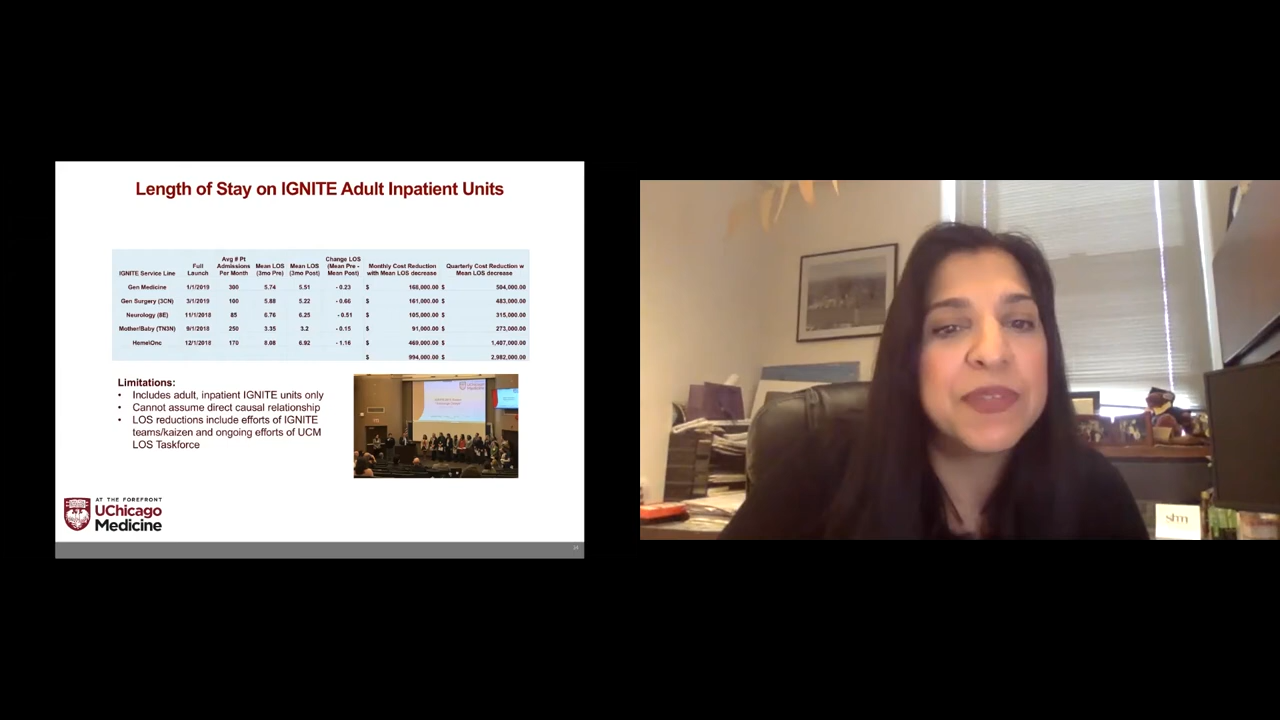 Length of Stay on IGNITE Adult Inpatient Units
IGNITE Service Line Full Launch Avg # Pt Admissions Per Month Mean LOS (3mo Pre) Mean LOS (3mo Post) Change LOS (Mean Pre - Mean Post) Monthly Cost Reduction with Mean LOS decrease Quarterly Cost Reduction w Mean LOS decrease
Gen Medicine 1/1/2019 300 5.74 5.51 - 0.23 $ 168,000.00 $ 504,000.00
Gen Surgery (3CN) 3/1/2019 100 5.88 5.22 - 0.66 $ 161,000.00 $ 483,000.00
Neurology (8E) 11/1/2018 85 6.76 6.25 - 0.51 $ 105,000.00 $ 315,000.00
Mother/Baby (TN3N) 9/1/2018 250 3.35 3.2 - 0.15 $ 91,000.00 $ 273,000.00
Heme\Onc 12/1/2018 170 8.08 6.92 - 1.16 $ 469,000.00 $ 1,407,000.00
$ 994,000.00 $ 2,982,000.00
Limitations:
• Includes adult, inpatient IGNITE units only
• Cannot assume direct causal relationship
• LOS reductions include efforts of IGNITE
teams/kaizen and ongoing efforts of UCM
LOS Taskforce
AT THE FOREFRONT
UChicago
Medicine
shm